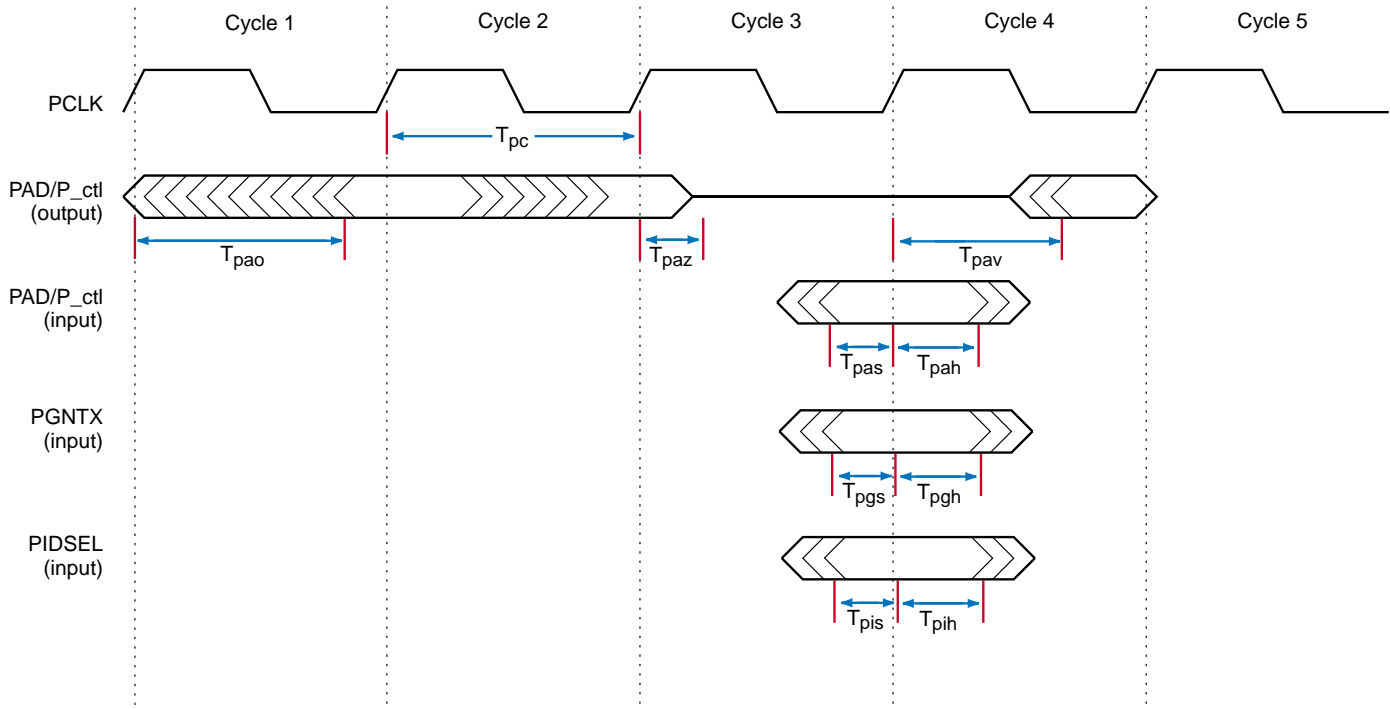 Cycle 1 Cycle 2 Cycle 3 Cycle 4 Cycle 5
PCLK
Tpc
PAD/P_ctl
(output)
Tpao Tpaz Tpav
PAD/P_ctl
(input)
Tpas Tpah
PGNTX
(input)
Tpgs Tpgh
PIDSEL
(input)
Tpis Tpih